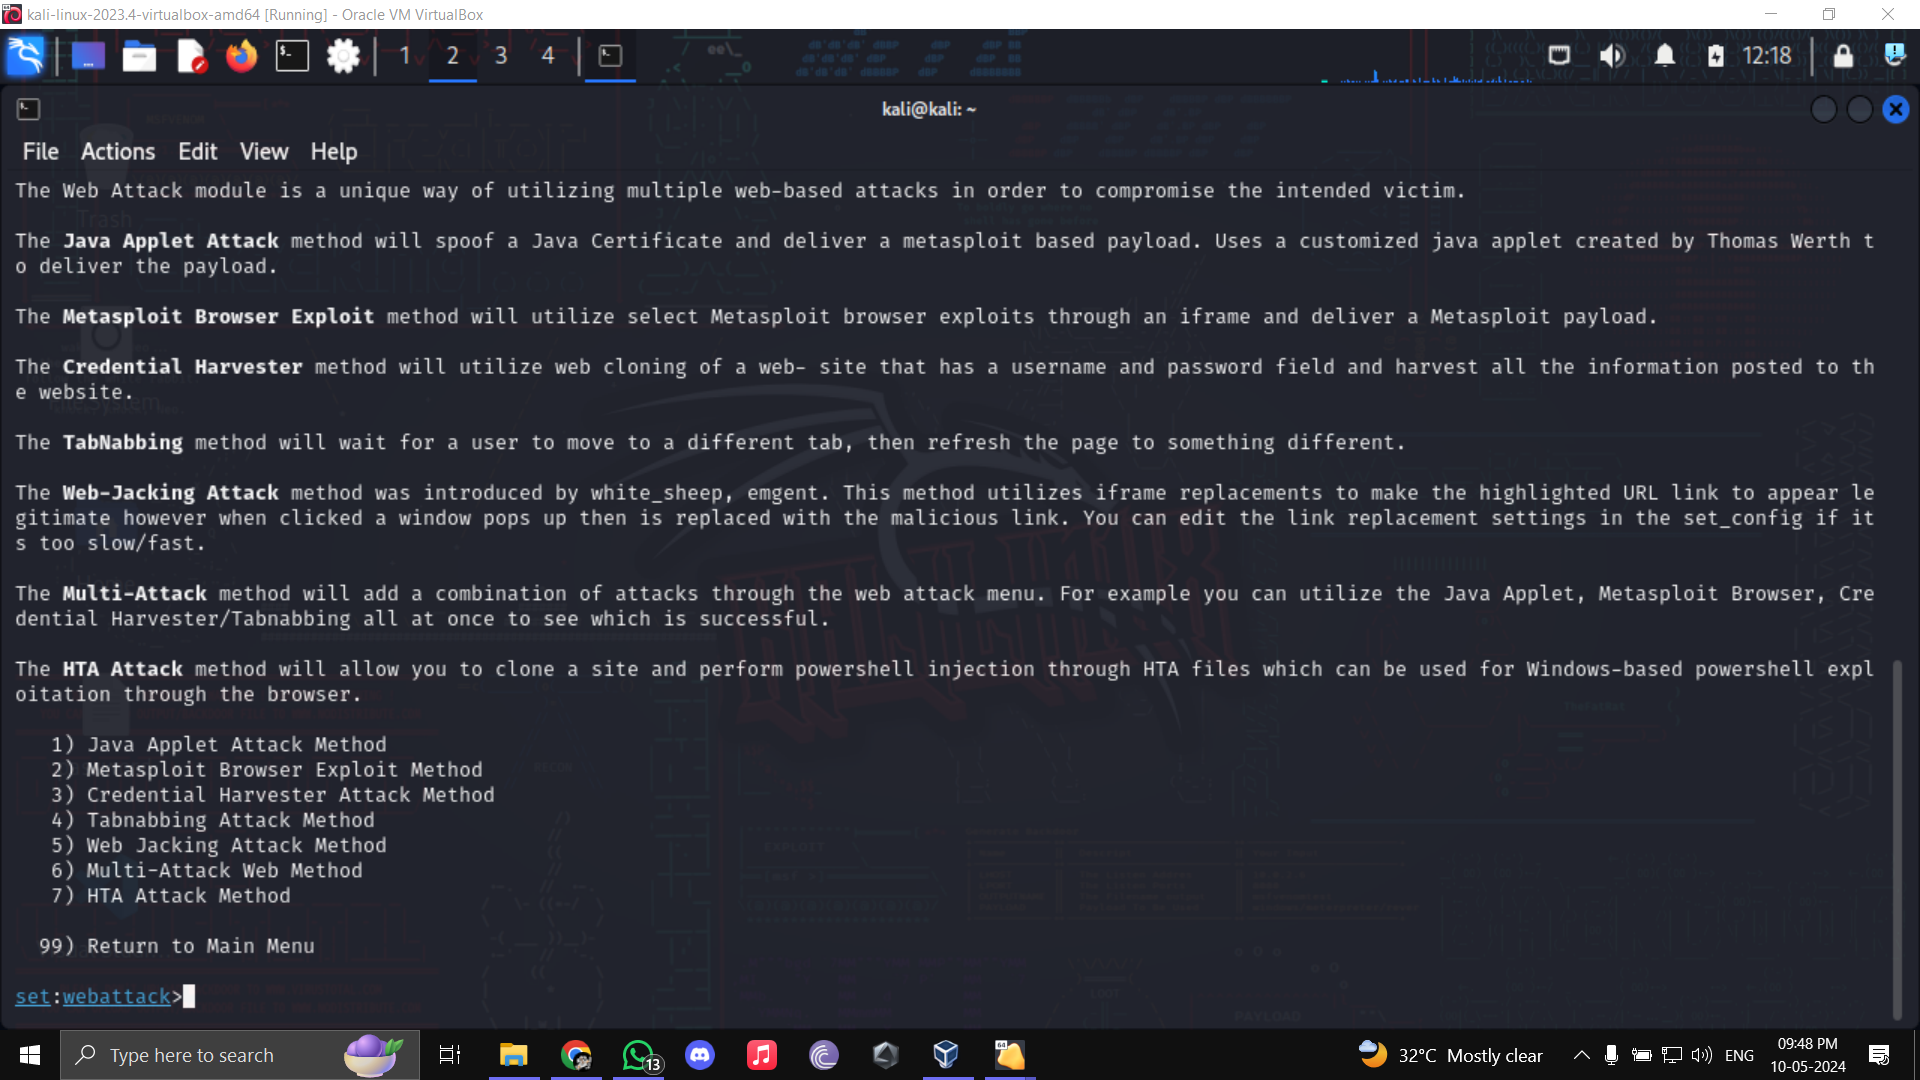 kali-linux-2023.4-virtualbox-amd64 [Running] - Oracle VM VirtualBox
1 2 3 4 12:18
kali@kali: ~
File Actions Edit View Help
The Web Attack module is a unique way of utilizing multiple web-based attacks in order to compromise the intended victim.
The Java Applet Attack method will spoof a Java Certificate and deliver a metasploit based payload. Uses a customized java applet created by Thomas Werth t
o deliver the payload.
The Metasploit Browser Exploit method will utilize select Metasploit browser exploits through an iframe and deliver a Metasploit payload.
The Credential Harvester method will utilize web cloning of a web- site that has a username and password field and harvest all the information posted to th
e website.
The TabNabbing method will wait for a user to move to a different tab, then refresh the page to something different.
The Web-Jacking Attack method was introduced by white_sheep, emgent. This method utilizes iframe replacements to make the highlighted URL link to appear le
gitimate however when clicked a window pops up then is replaced with the malicious link. You can edit the link replacement settings in the set_config if it
s too slow/fast.
The Multi-Attack method will add a combination of attacks through the web attack menu. For example you can utilize the Java Applet, Metasploit Browser, Cre
dential Harvester/Tabnabbing all at once to see which is successful.
The HTA Attack method will allow you to clone a site and perform powershell injection through HTA files which can be used for Windows-based powershell expl
oitation through the browser.
1) Java Applet Attack Method
2) Metasploit Browser Exploit Method
3) Credential Harvester Attack Method
4) Tabnabbing Attack Method
5) Web Jacking Attack Method
6) Multi-Attack Web Method
7) HTA Attack Method
99) Return to Main Menu
set:webattack>
Type here to search
13
64
32°C Mostly clear
ENG
09:48 PM
10-05-2024